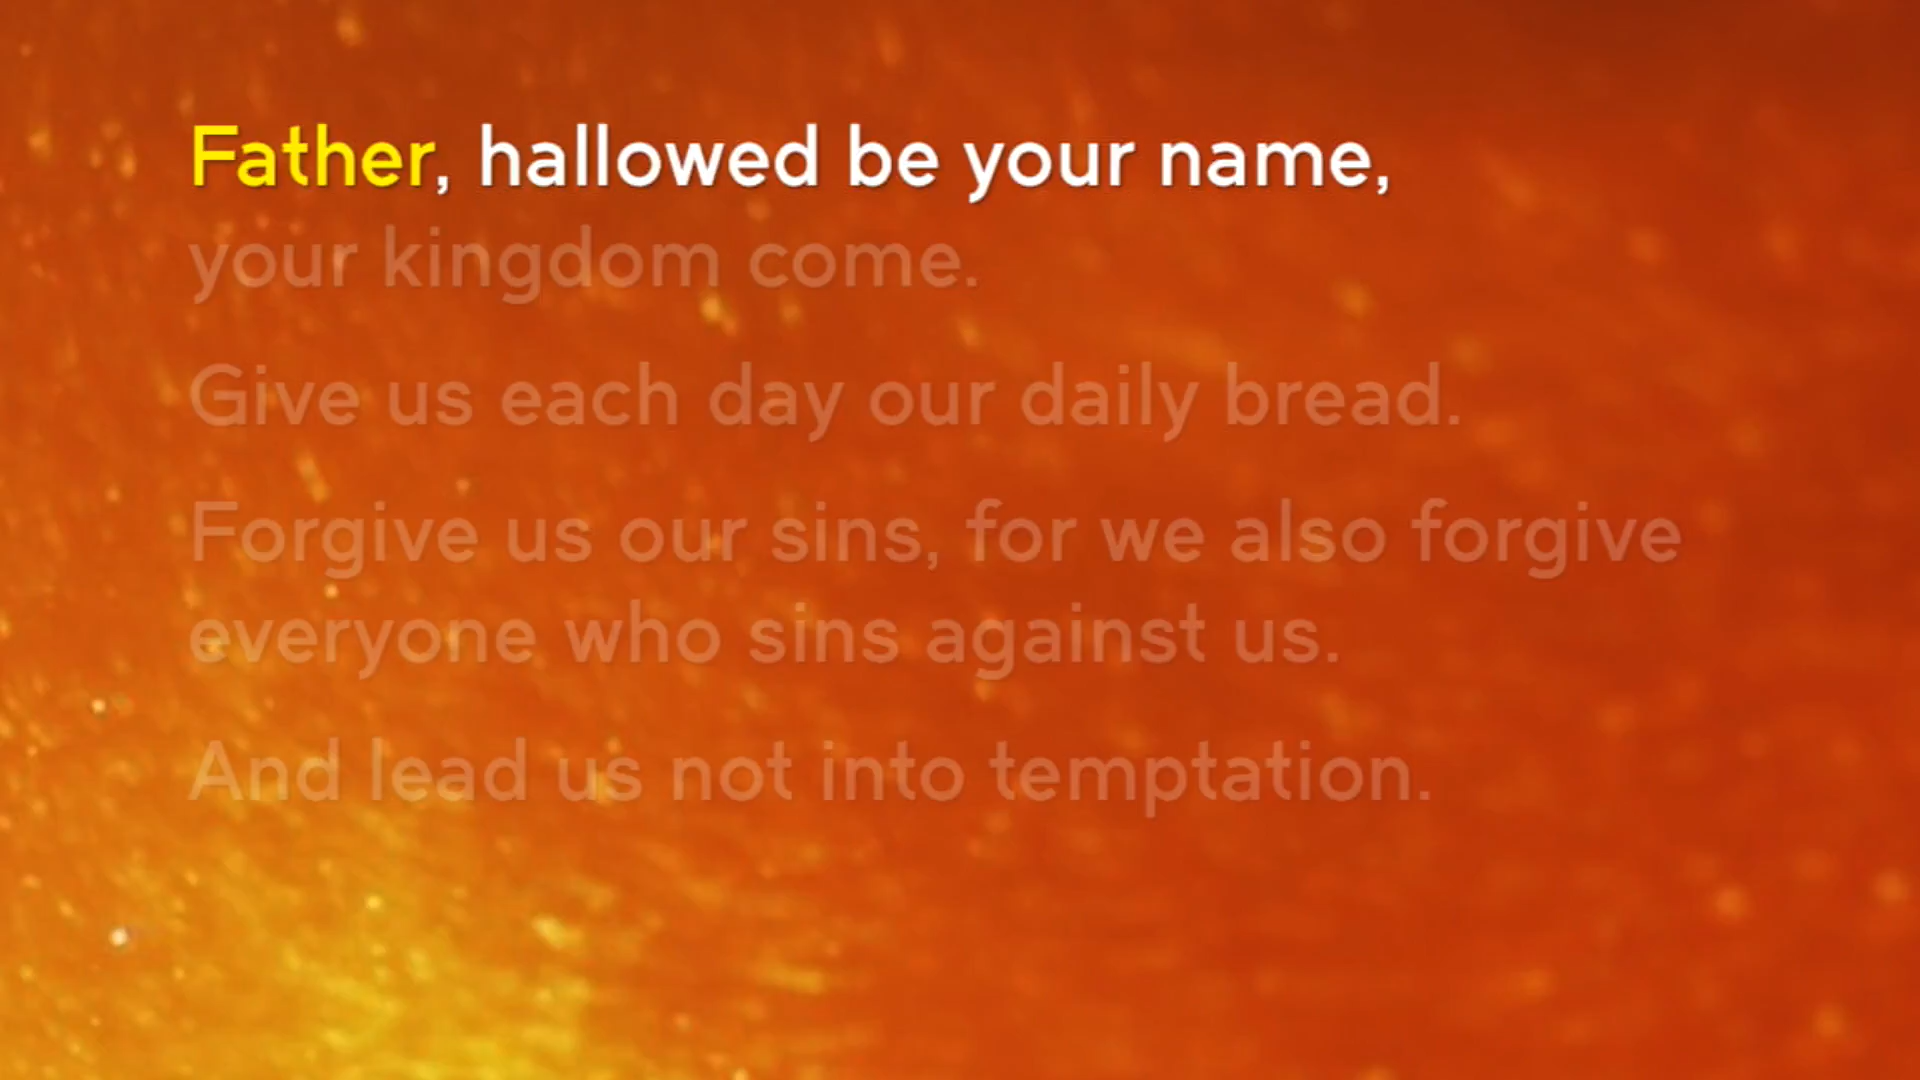 Father, hallowed be your name,
your kingdom come.
Give us each day our daily bread.
Forgive us our sins, for we also forgive
everyone who sins against us.
And lead us not into temptation.